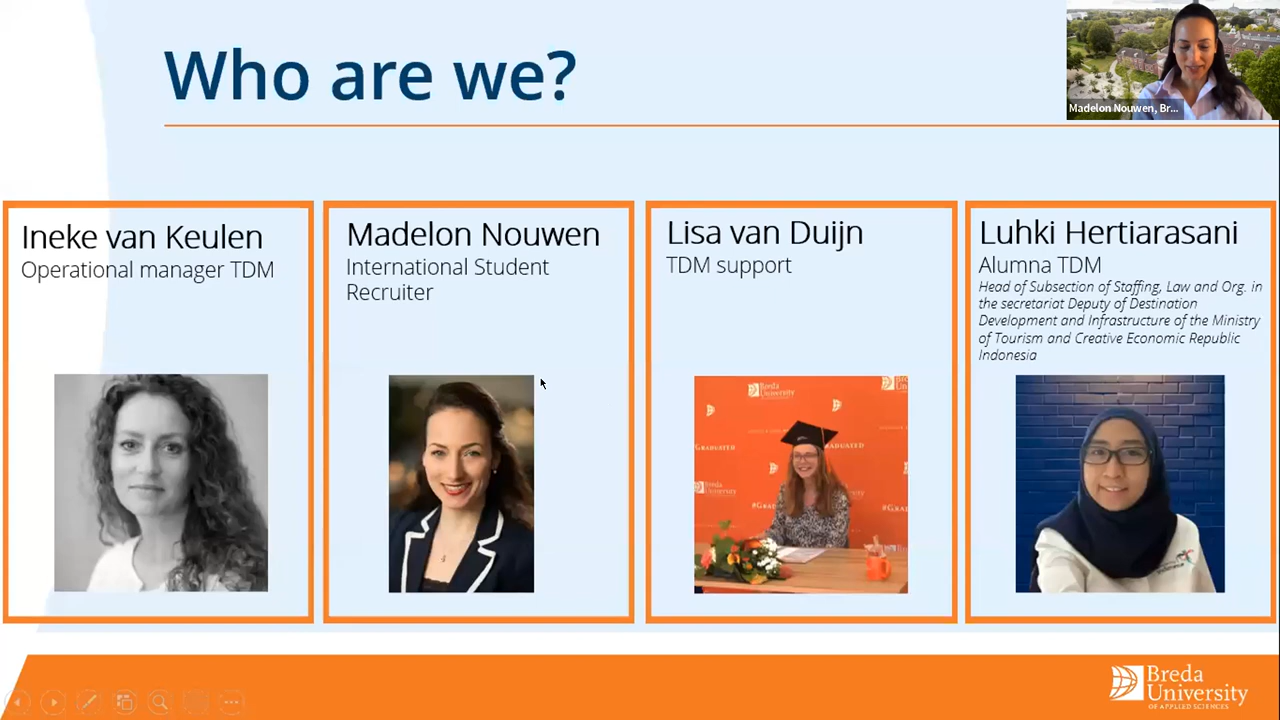 Who are we?
Madelon Nouwen, Br...
Ineke van Keulen
Operational manager TDM
Madelon Nouwen
International Student
Recruiter
Lisa van Duijn
TDM support
Luhki Hertiarasani
Alumna TDM
Head of Subsection of Staffing, Law and Org. in
the secretariat Deputy of Destination
Development and Infrastructure of the Ministry
of Tourism and Creative Economic Republic
Indonesia
Breda
University
GRADUATED
Breda
University
OF APPLIED SCIENCES